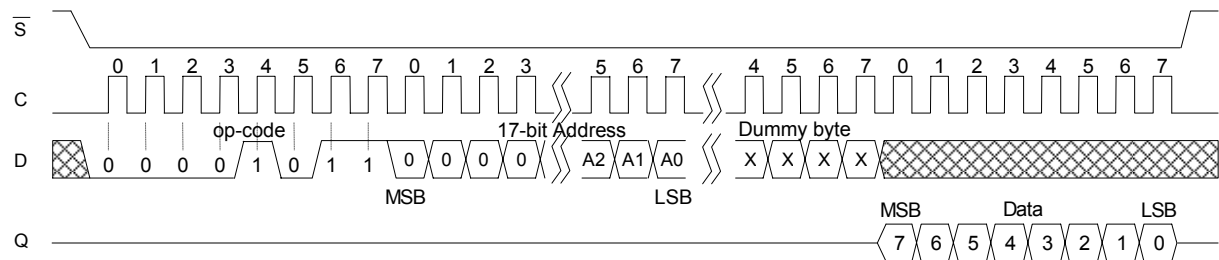 S
0 1 2 3 4 5 6 7 0 1 2 3 5 6 7 4 5 6 7 0 1 2 3 4 5 6 7
C
op-code 17-bit Address Dummy byte
D 0 0 0 0 1 0 1 1 0 0 0 0 A2 A1 A0 X X X X
MSB LSB
MSB Data LSB
Q 7 6 5 4 3 2 1 0